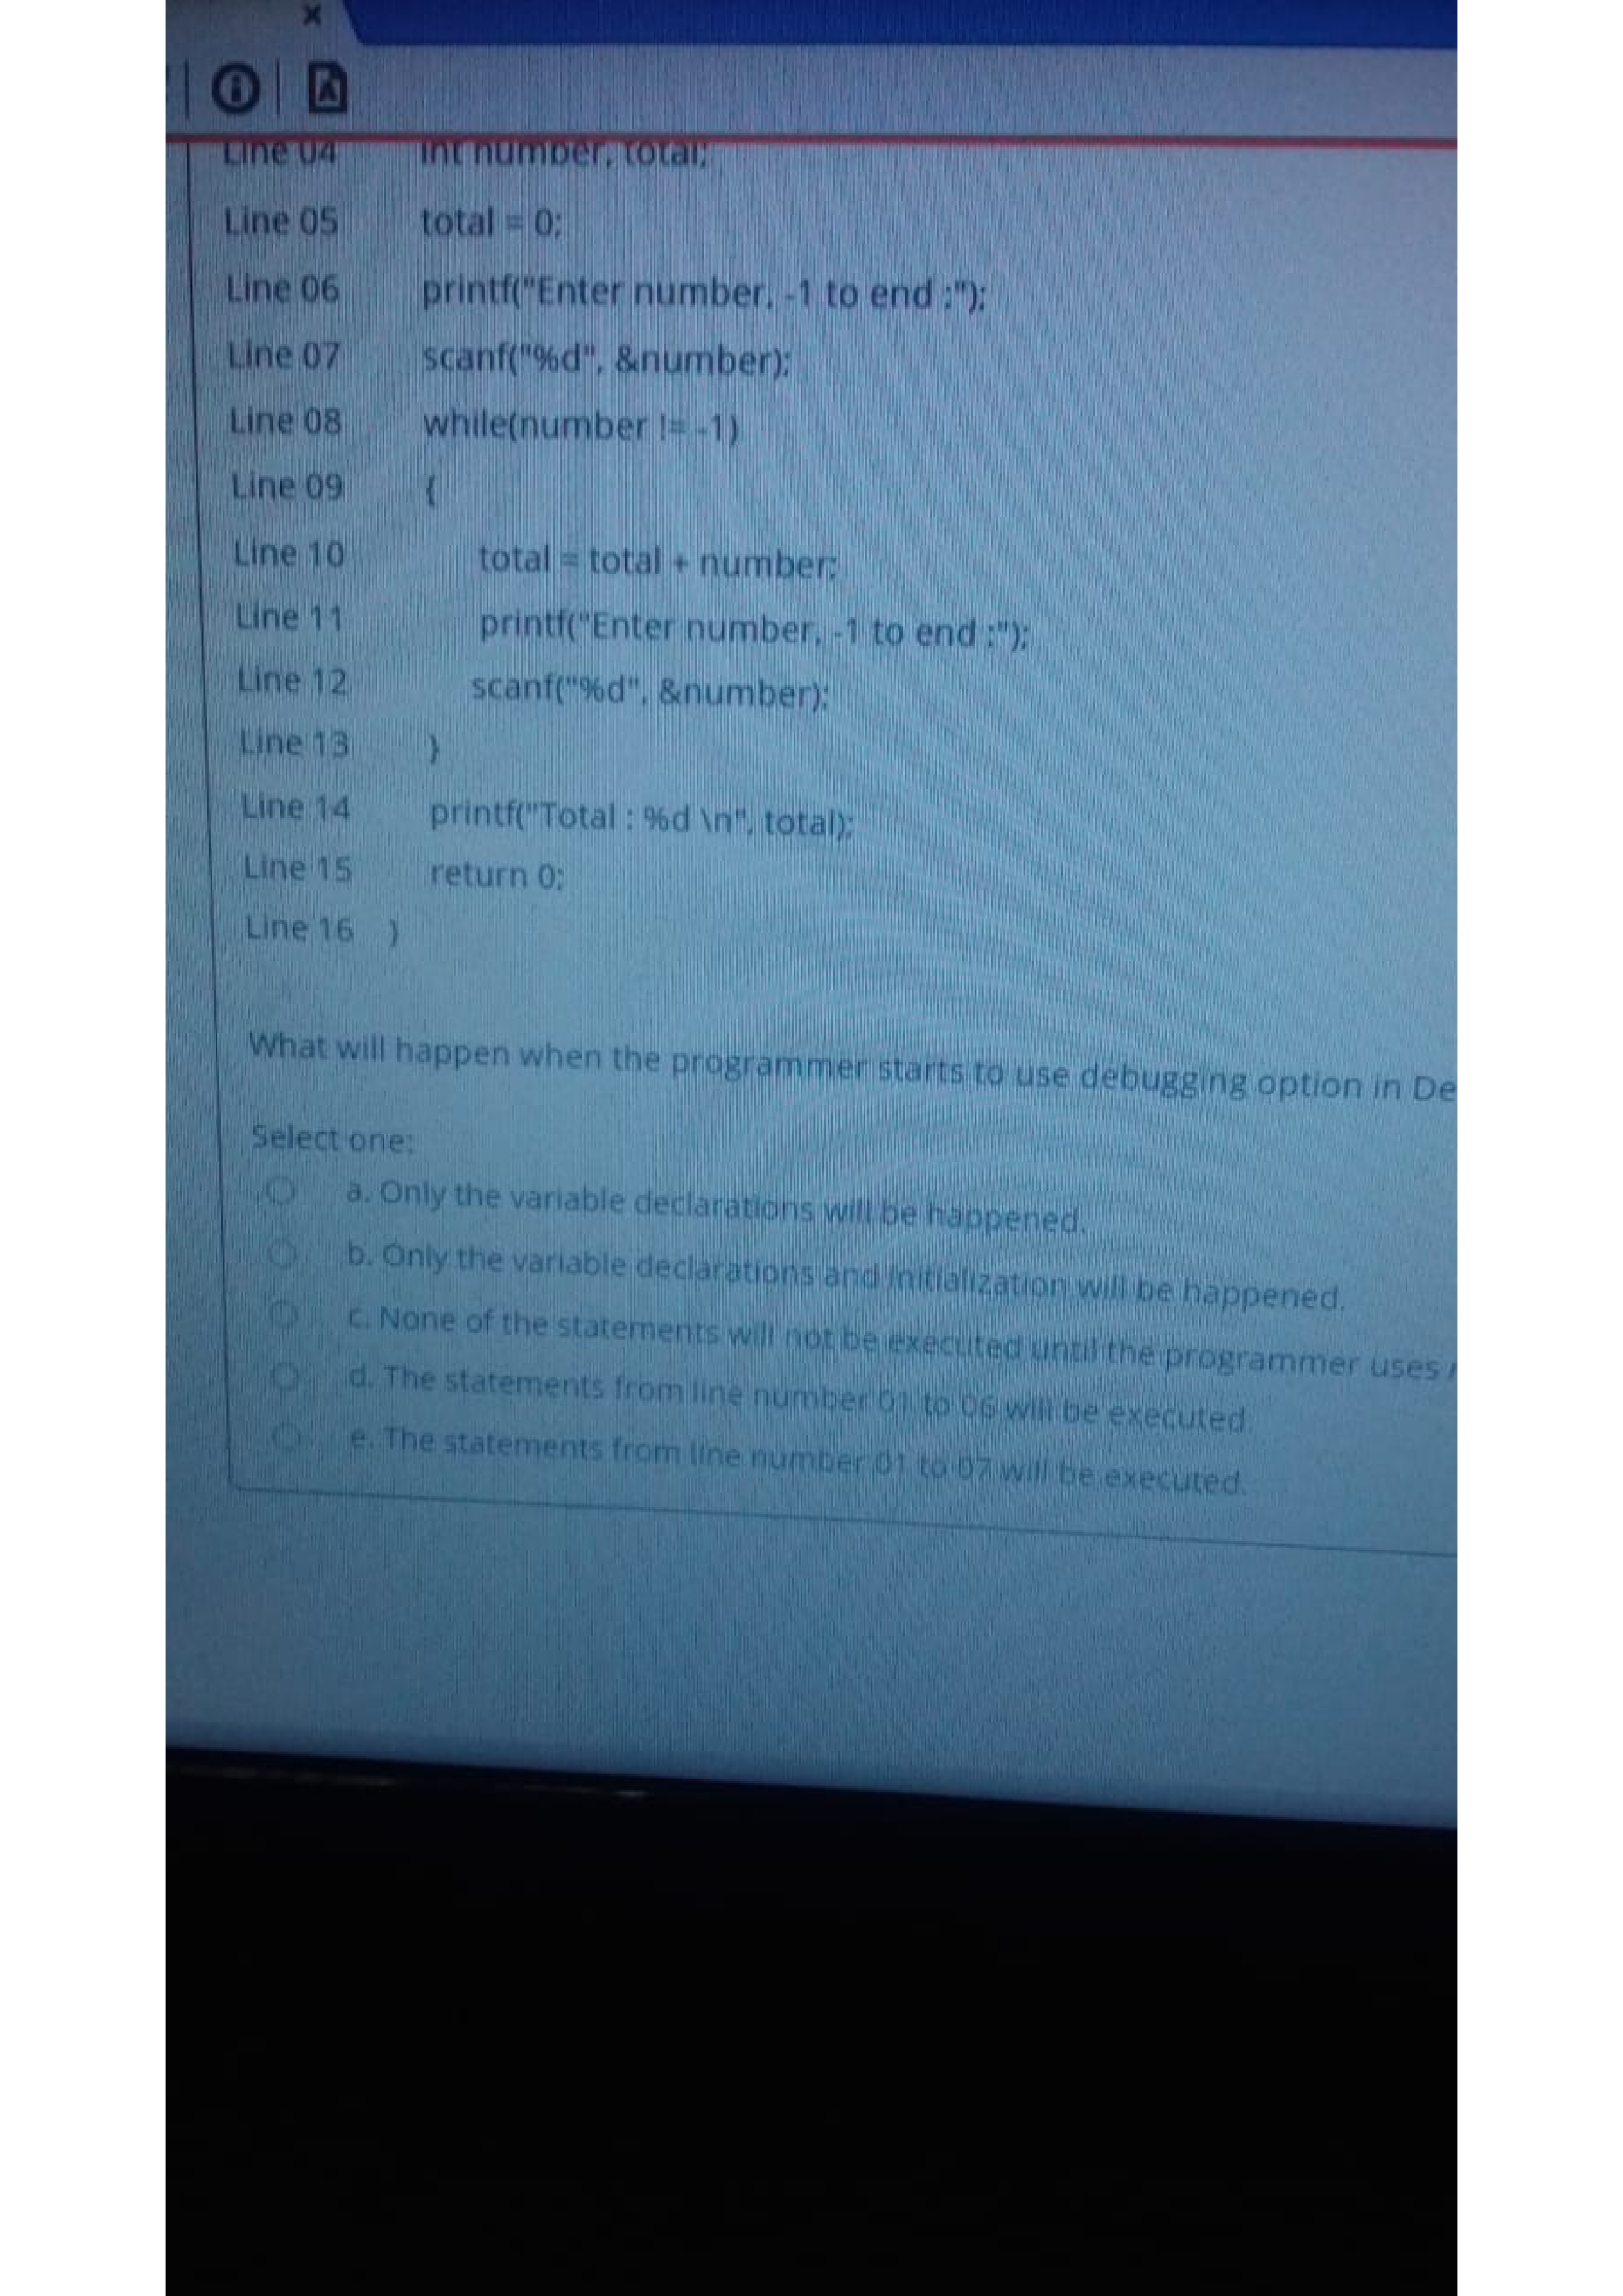 Line 04 int number, total;
Line 05 total = 0;
Line 06 printf("Enter number, -1 to end :");
Line 07 scanf("%d", &number);
Line 08 while(number != -1)
Line 09 {
Line 10 total = total + number;
Line 11 printf("Enter number, -1 to end :");
Line 12 scanf("%d", &number);
Line 13 }
Line 14 printf("Total : %d \n", total);
Line 15 return 0;
Line 16 }
What will happen when the programmer starts to use debugging option in De
Select one:
a. Only the variable declarations will be happened.
b. Only the variable declarations and initialization will be happened.
c. None of the statements will not be executed until the programmer uses
d. The statements from line number 01 to 06 will be executed.
e. The statements from line number 01 to 07 will be executed.